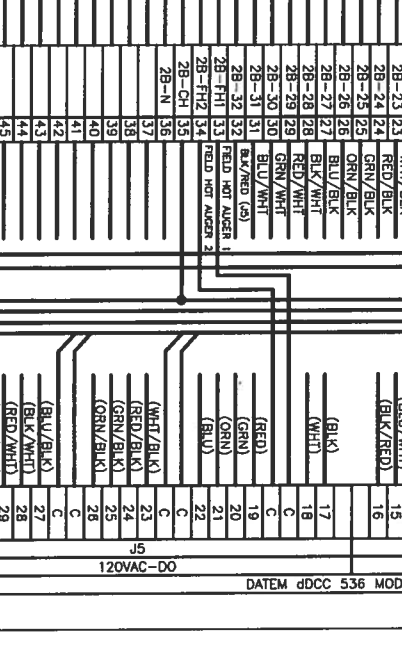 2B-N 2B-CH 2B-FH2 2B-FH1 2B-32 2B-31 2B-30 2B-29 2B-28 2B-27 2B-26 2B-25 2B-24 2B-23
45 44 43 42 41 40 39 38 37 36 35 34 33 32 31 30 29 28 27 26 25 24 23
FIELD HOT AUGER 2
FIELD HOT AUGER 1
BLK/RED (J5)
BLU/WHT
GRN/WHT
RED/WHT
BLK/WHT
BLU/BLK
ORN/BLK
GRN/BLK
RED/BLK
(RED/WHT) (BLK/WHT) (BLU/BLK) (ORN/BLK) (GRN/BLK) (RED/BLK) (WHT/BLK) (BLU) (ORN) (GRN) (RED) (WHT) (BLK) (BLK/RED)
29 28 27 C C 26 25 24 23 C C 22 21 20 19 C C 18 17 16 15
J5
120VAC-DO
DATEM dDCC 536 MOD